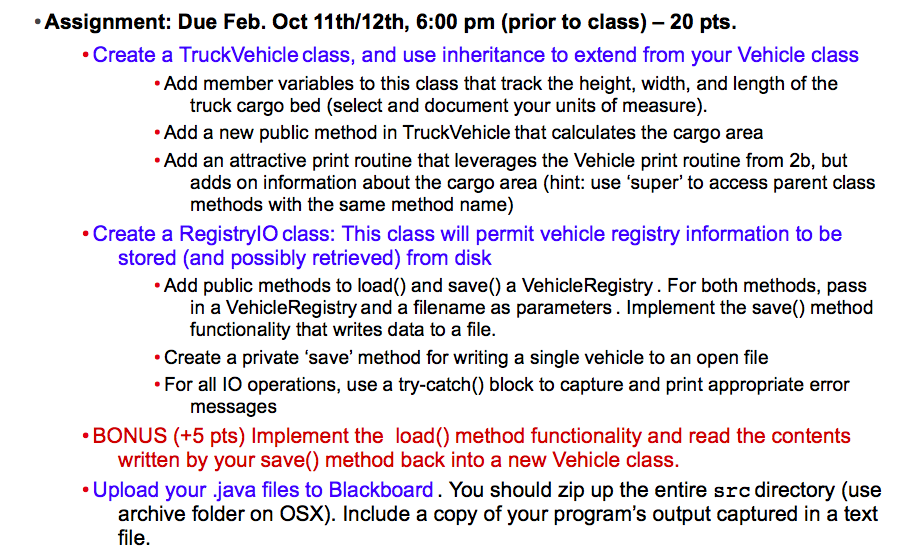 • Assignment: Due Feb. Oct 11th/12th, 6:00 pm (prior to class) – 20 pts.
• Create a TruckVehicle class, and use inheritance to extend from your Vehicle class
• Add member variables to this class that track the height, width, and length of the
truck cargo bed (select and document your units of measure).
• Add a new public method in TruckVehicle that calculates the cargo area
• Add an attractive print routine that leverages the Vehicle print routine from 2b, but
adds on information about the cargo area (hint: use ‘super’ to access parent class
methods with the same method name)
• Create a RegistryIO class: This class will permit vehicle registry information to be
stored (and possibly retrieved) from disk
• Add public methods to load() and save() a VehicleRegistry. For both methods, pass
in a VehicleRegistry and a filename as parameters. Implement the save() method
functionality that writes data to a file.
• Create a private ‘save’ method for writing a single vehicle to an open file
• For all IO operations, use a try-catch() block to capture and print appropriate error
messages
• BONUS (+5 pts) Implement the load() method functionality and read the contents
written by your save() method back into a new Vehicle class.
• Upload your .java files to Blackboard. You should zip up the entire src directory (use
archive folder on OSX). Include a copy of your program’s output captured in a text
file.